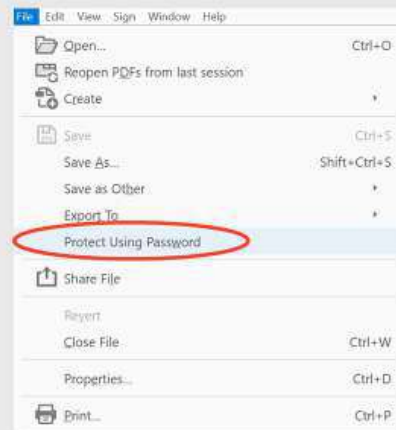 File Edit View Sign Window Help
Open... Ctrl+O
Reopen PDFs from last session
Create
Save Ctrl+S
Save As... Shift+Ctrl+S
Save as Other
Export To
Protect Using Password
Share File
Revert
Close File Ctrl+W
Properties... Ctrl+D
Print... Ctrl+P